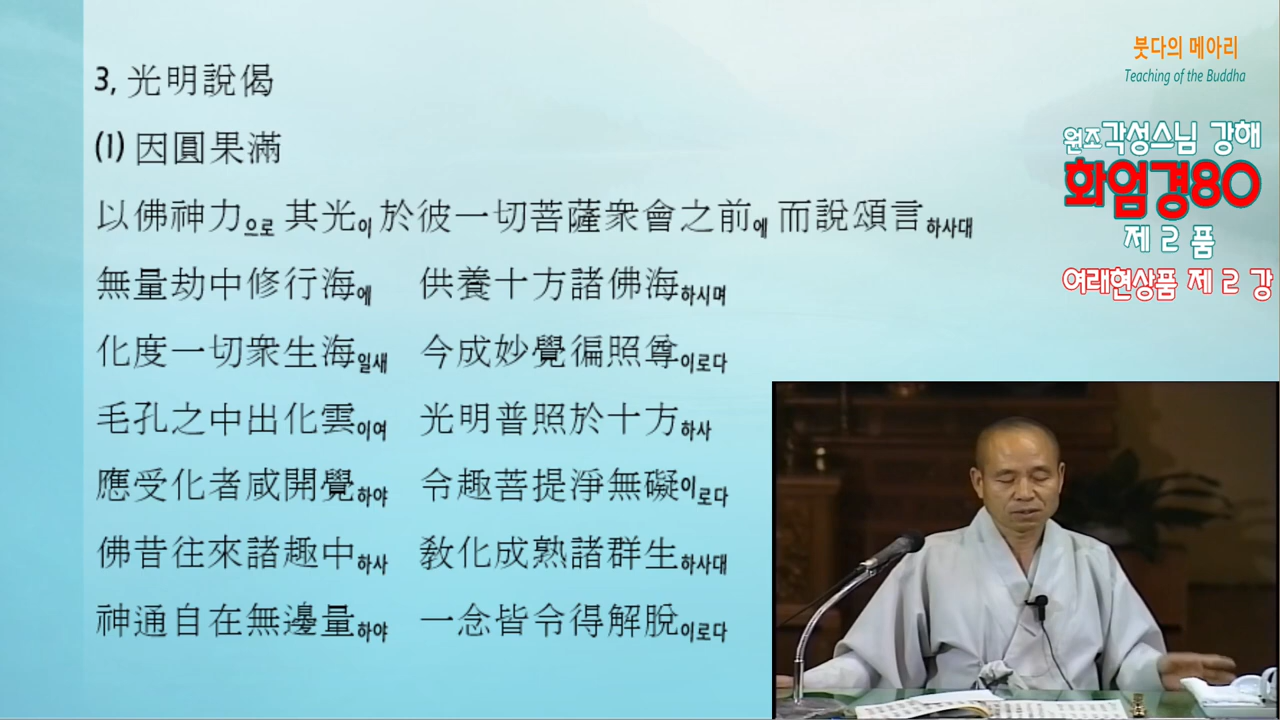 3, 光明說偈
(1) 因圓果滿
以佛神力으로 其光이 於彼一切菩薩衆會之前에 而說頌言하사대
無量劫中修行海에 供養十方諸佛海하시며
化度一切衆生海일새 今成妙覺徧照尊이로다
毛孔之中出化雲이여 光明普照於十方하사
應受化者咸開覺하야 令趣菩提淨無礙이로다
佛昔往來諸趣中하사 敎化成熟諸群生하사대
神通自在無邊量하야 一念皆令得解脫이로다
붓다의 메아리
Teaching of the Buddha
원조각성스님 강해
화엄경80
제 2 품
여래현상품 제 2 강